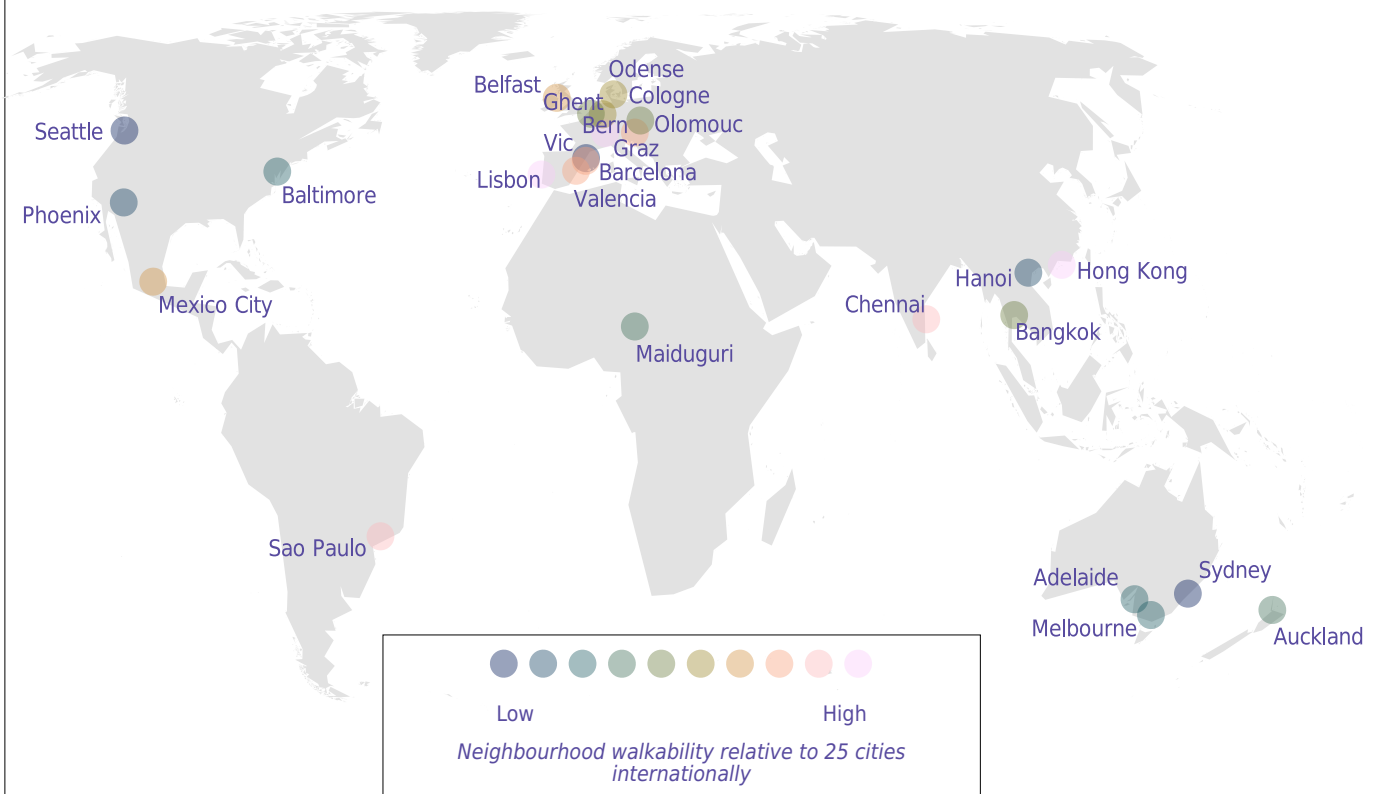 Odense
Belfast
Cologne
Ghent
Bern
Olomouc
Seattle
Vic
Graz
Barcelona
Lisbon
Valencia
Baltimore
Phoenix
Hanoi
Hong Kong
Chennai
Mexico City
Bangkok
Maiduguri
Sao Paulo
Sydney
Adelaide
Melbourne
Auckland
Low
High
Neighbourhood walkability relative to 25 cities
internationally